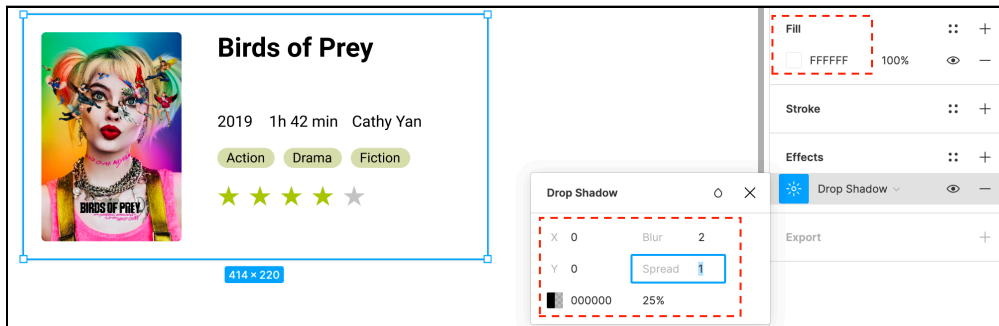 Birds of Prey
2019 1h 42 min Cathy Yan
Action Drama Fiction
BIRDS OF PREY
414 × 220
Drop Shadow
X 0 Blur 2
Y 0 Spread 1
000000 25%
Fill
FFFFFF 100%
Stroke
Effects
Drop Shadow
Export